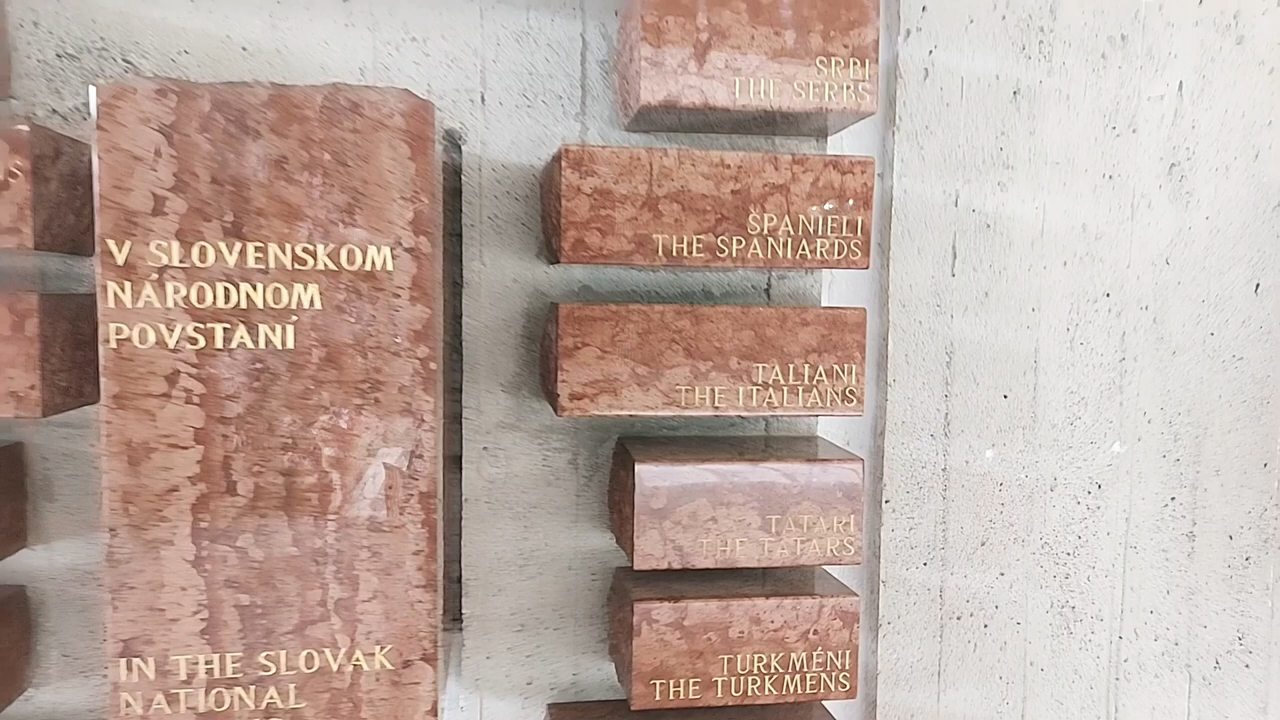 V SLOVENSKOM
NÁRODNOM
POVSTANÍ
IN THE SLOVAK
NATIONAL
SRBI
THE SERBS
ŠPANIELI
THE SPANIARDS
TALIANI
THE ITALIANS
TATARI
THE TATARS
TURKMÉNI
THE TURKMENS